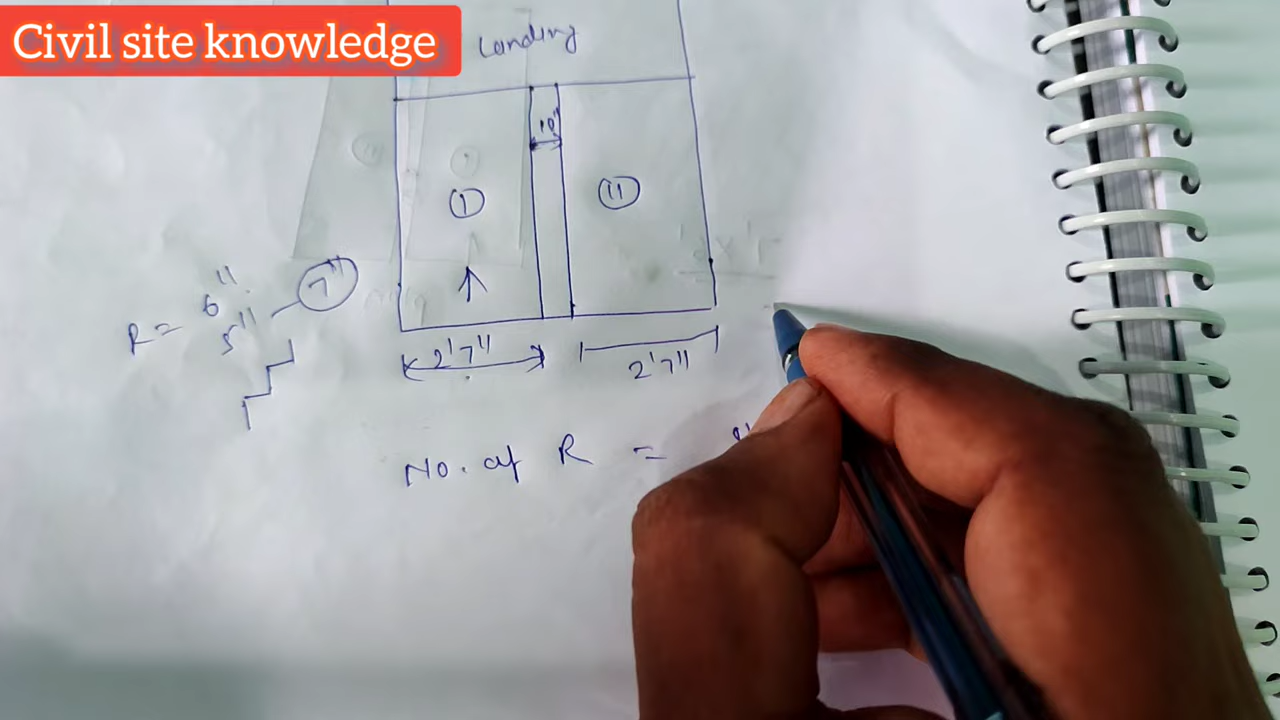 Civil site knowledge
Landing
10"
1
11
R = 6"
5"
7"
2'7"
2'7"
No. of R =